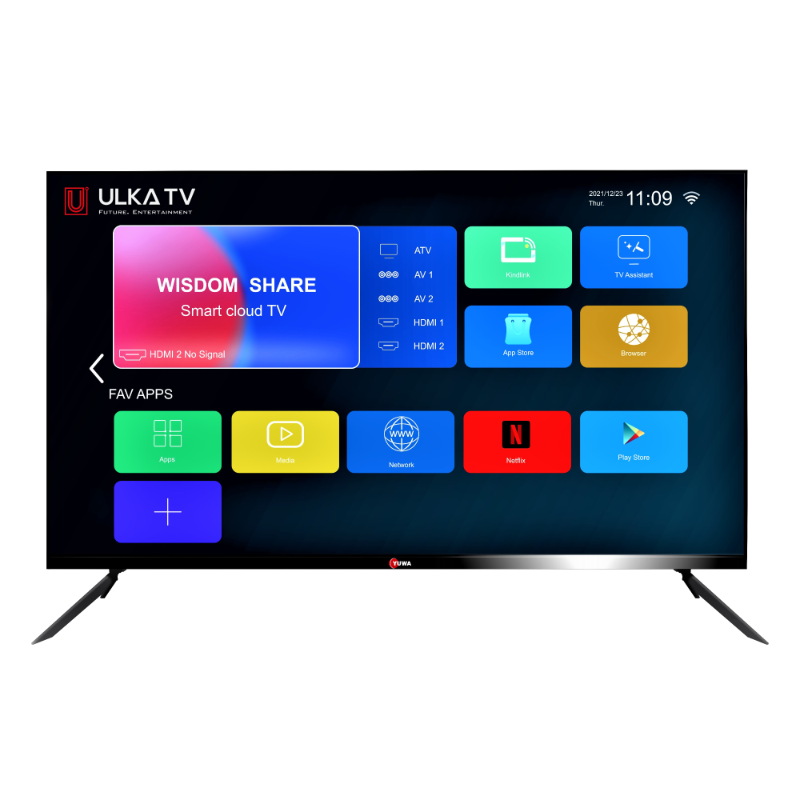 U
ULKA TV
FUTURE. ENTERTAINMENT
2021/12/23
Thur.
11:09
WISDOM SHARE
Smart cloud TV
HDMI 2 No Signal
ATV
AV 1
AV 2
HDMI 1
HDMI 2
Kindlink
TV Assistant
App Store
Browser
FAV APPS
Apps
Media
WWW
Network
N
Netflix
Play Store
YUWA